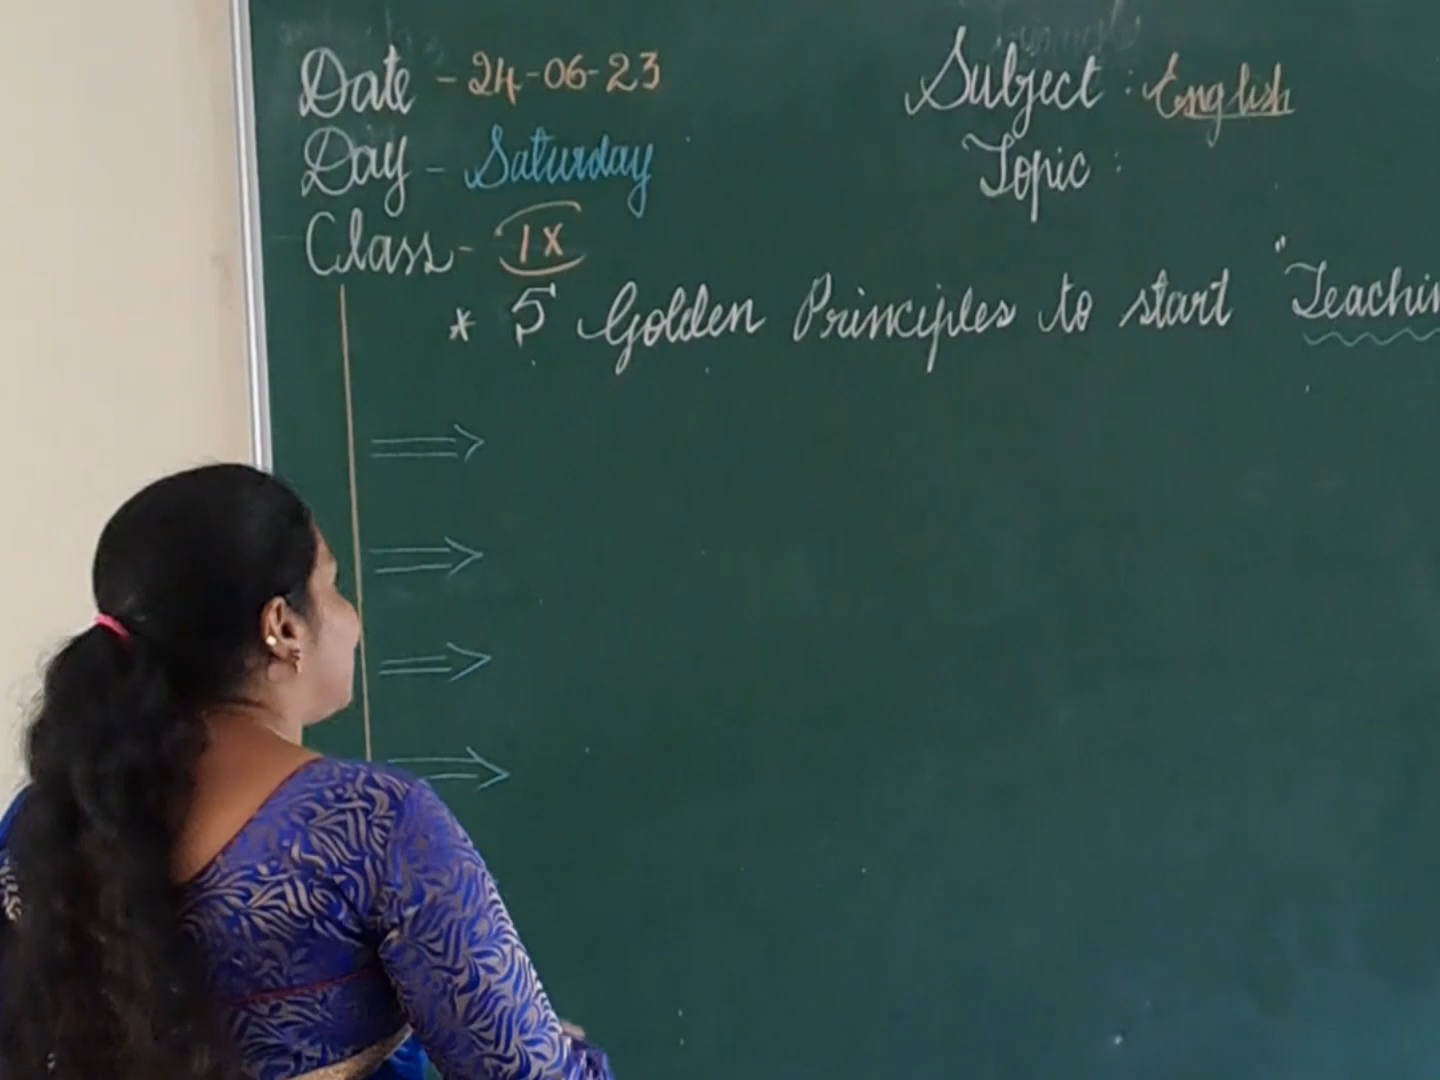 Date - 24-06-23
Subject : English
Day - Saturday
Topic :
Class - IX
* 5 Golden Principles to start "Teachin